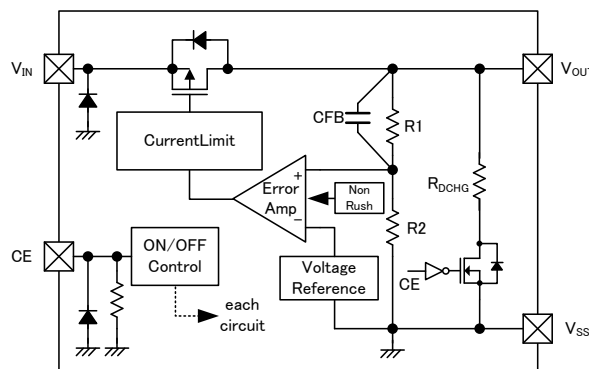 VIN
VOUT
CFB
R1
CurrentLimit
+
Error
Amp
−
Non
Rush
RDCHG
R2
CE
ON/OFF
Control
Voltage
Reference
CE
each
circuit
VSS